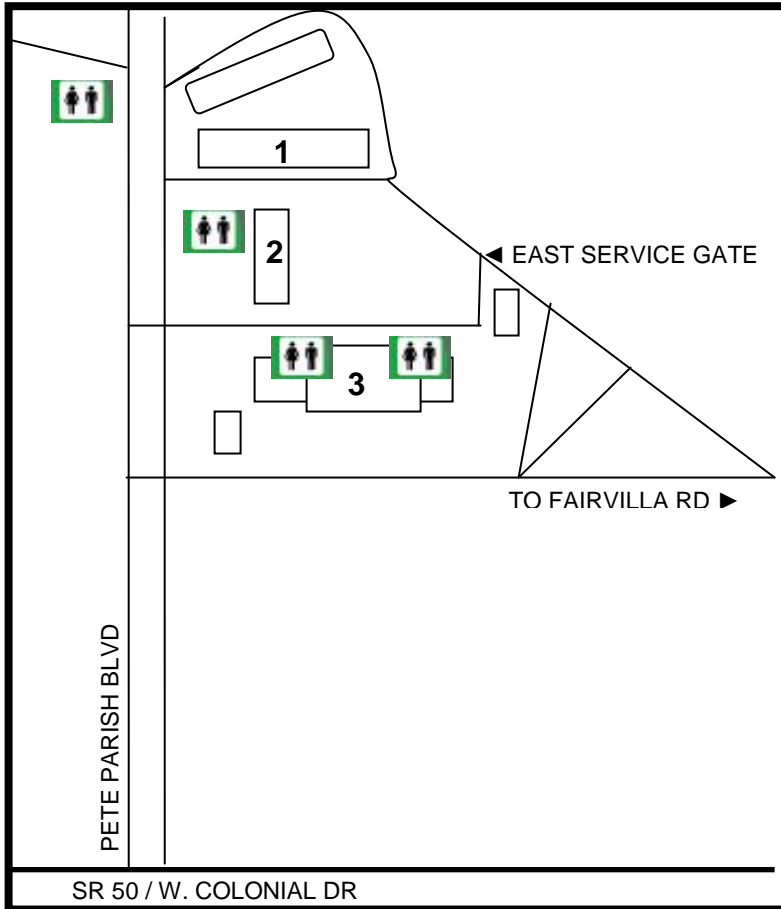 1
2
◄ EAST SERVICE GATE
3
TO FAIRVILLA RD ►
PETE PARISH BLVD
SR 50 / W. COLONIAL DR